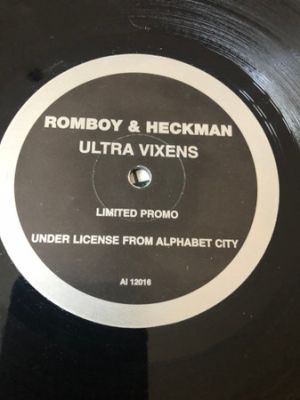 ROMBOY & HECKMAN
ULTRA VIXENS
LIMITED PROMO
UNDER LICENSE FROM ALPHABET CITY
AI 12016